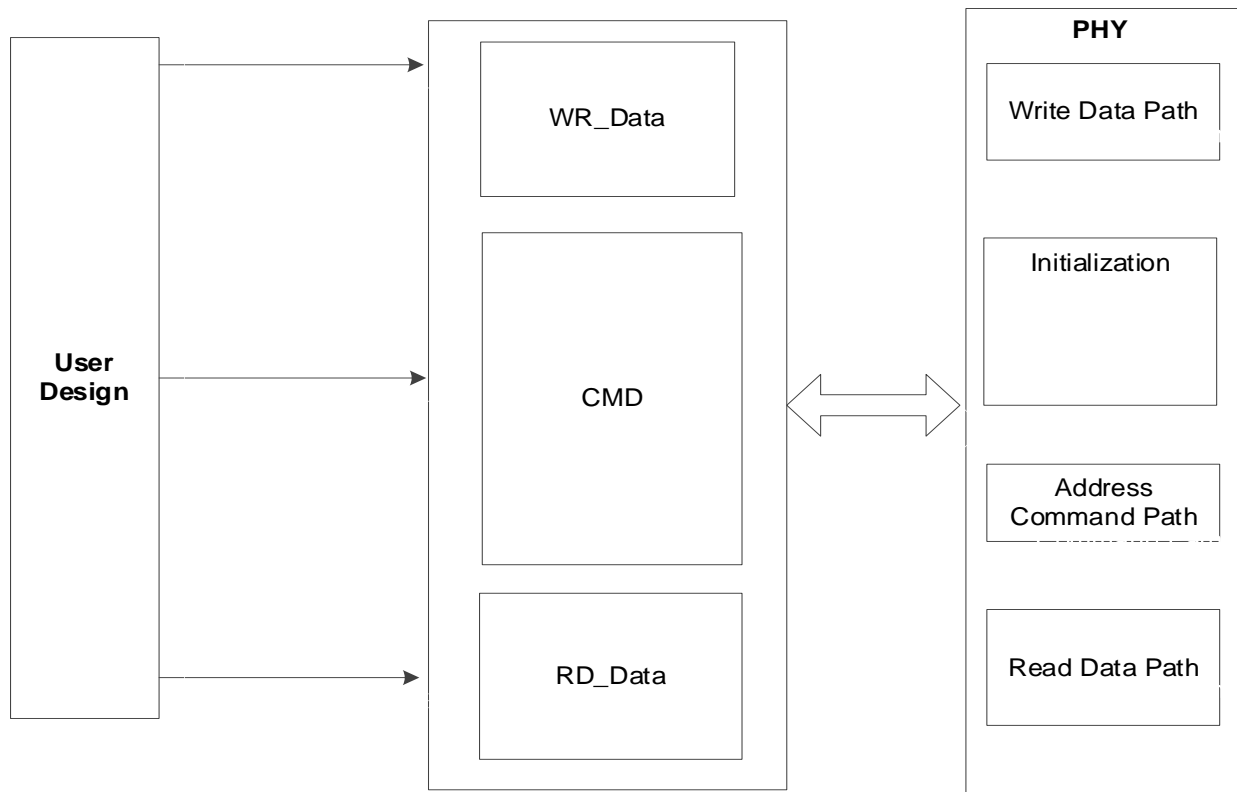 User
Design
WR_Data
CMD
RD_Data
PHY
Write Data Path
Initialization
Address
Command Path
Read Data Path